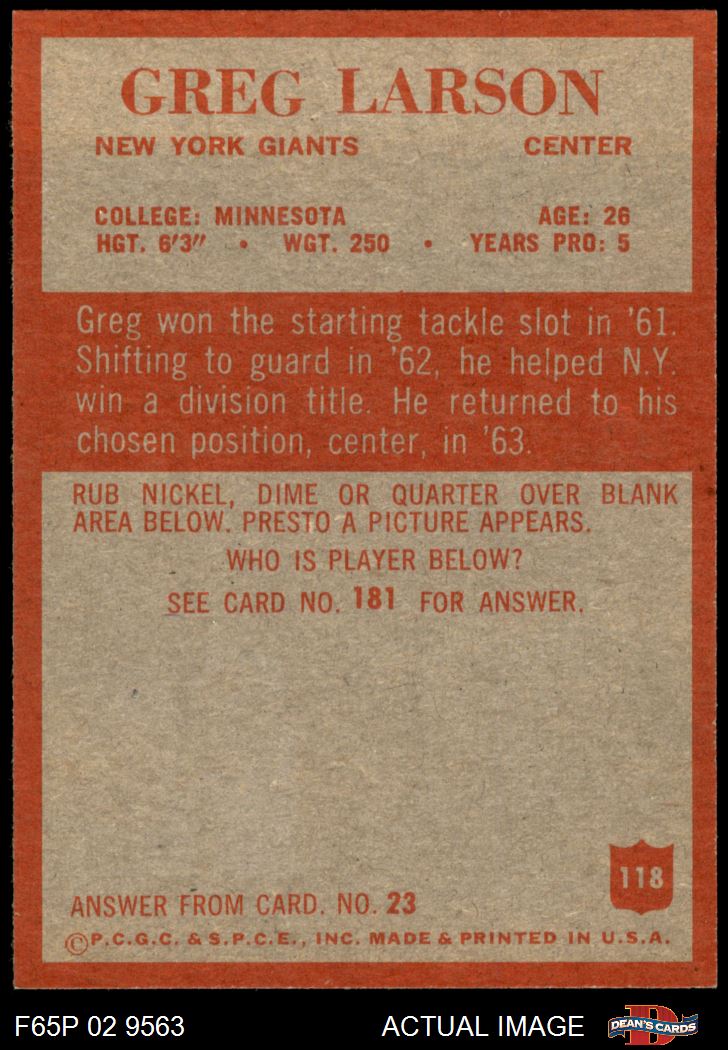 GREG LARSON
NEW YORK GIANTS CENTER
COLLEGE: MINNESOTA AGE: 26
HGT. 6'3" • WGT. 250 • YEARS PRO: 5
Greg won the starting tackle slot in '61.
Shifting to guard in '62, he helped N.Y.
win a division title. He returned to his
chosen position, center, in '63.
RUB NICKEL, DIME OR QUARTER OVER BLANK
AREA BELOW. PRESTO A PICTURE APPEARS.
WHO IS PLAYER BELOW?
SEE CARD NO. 181 FOR ANSWER.
118
ANSWER FROM CARD. NO. 23
©P.C.G.C. & S.P.C.E., INC. MADE & PRINTED IN U.S.A.
F65P 02 9563 ACTUAL IMAGE D DEAN'S CARDS